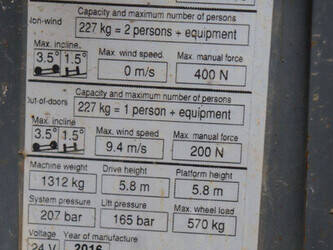 Capacity and maximum number of persons
Non-wind 227 kg = 2 persons + equipment
Max. incline Max. wind speed Max. manual force
3.5° 1.5° 0 m/s 400 N
Capacity and maximum number of persons
Out-of-doors 227 kg = 1 person + equipment
Max. incline Max. wind speed Max. manual force
3.5° 1.5° 9.4 m/s 200 N
Machine weight Drive height Platform height
1312 kg 5.8 m 5.8 m
System pressure Lift pressure Max. wheel load
207 bar 165 bar 570 kg
Voltage Year of manufacture
24 V 2016